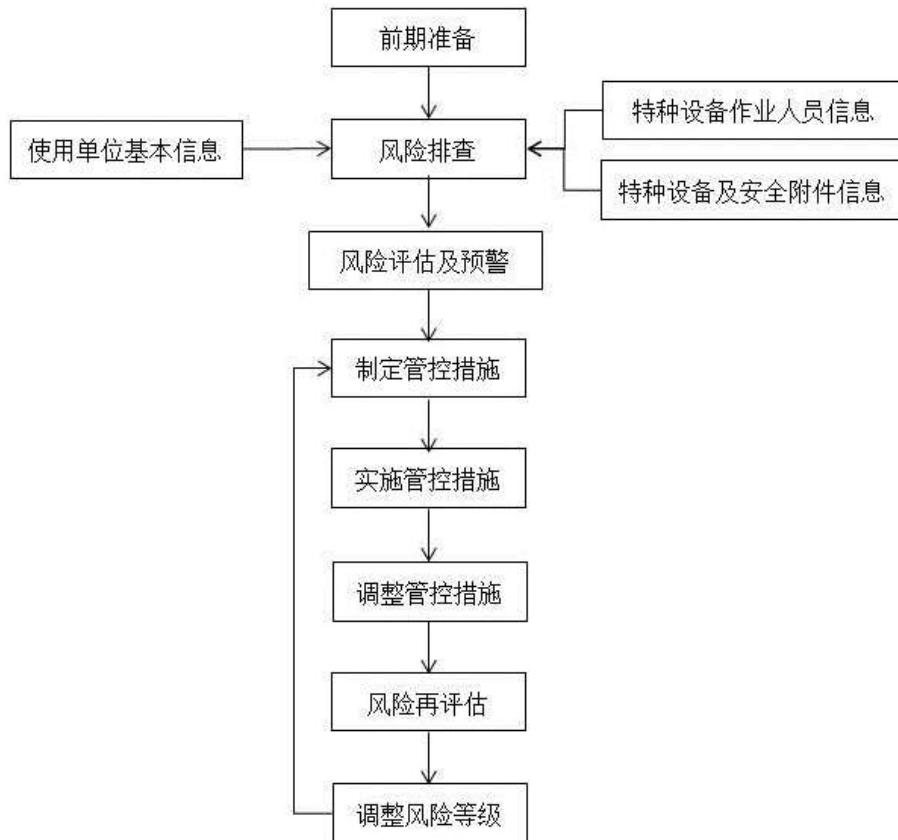 前期准备
特种设备作业人员信息
使用单位基本信息
风险排查
特种设备及安全附件信息
风险评估及预警
制定管控措施
实施管控措施
调整管控措施
风险再评估
调整风险等级